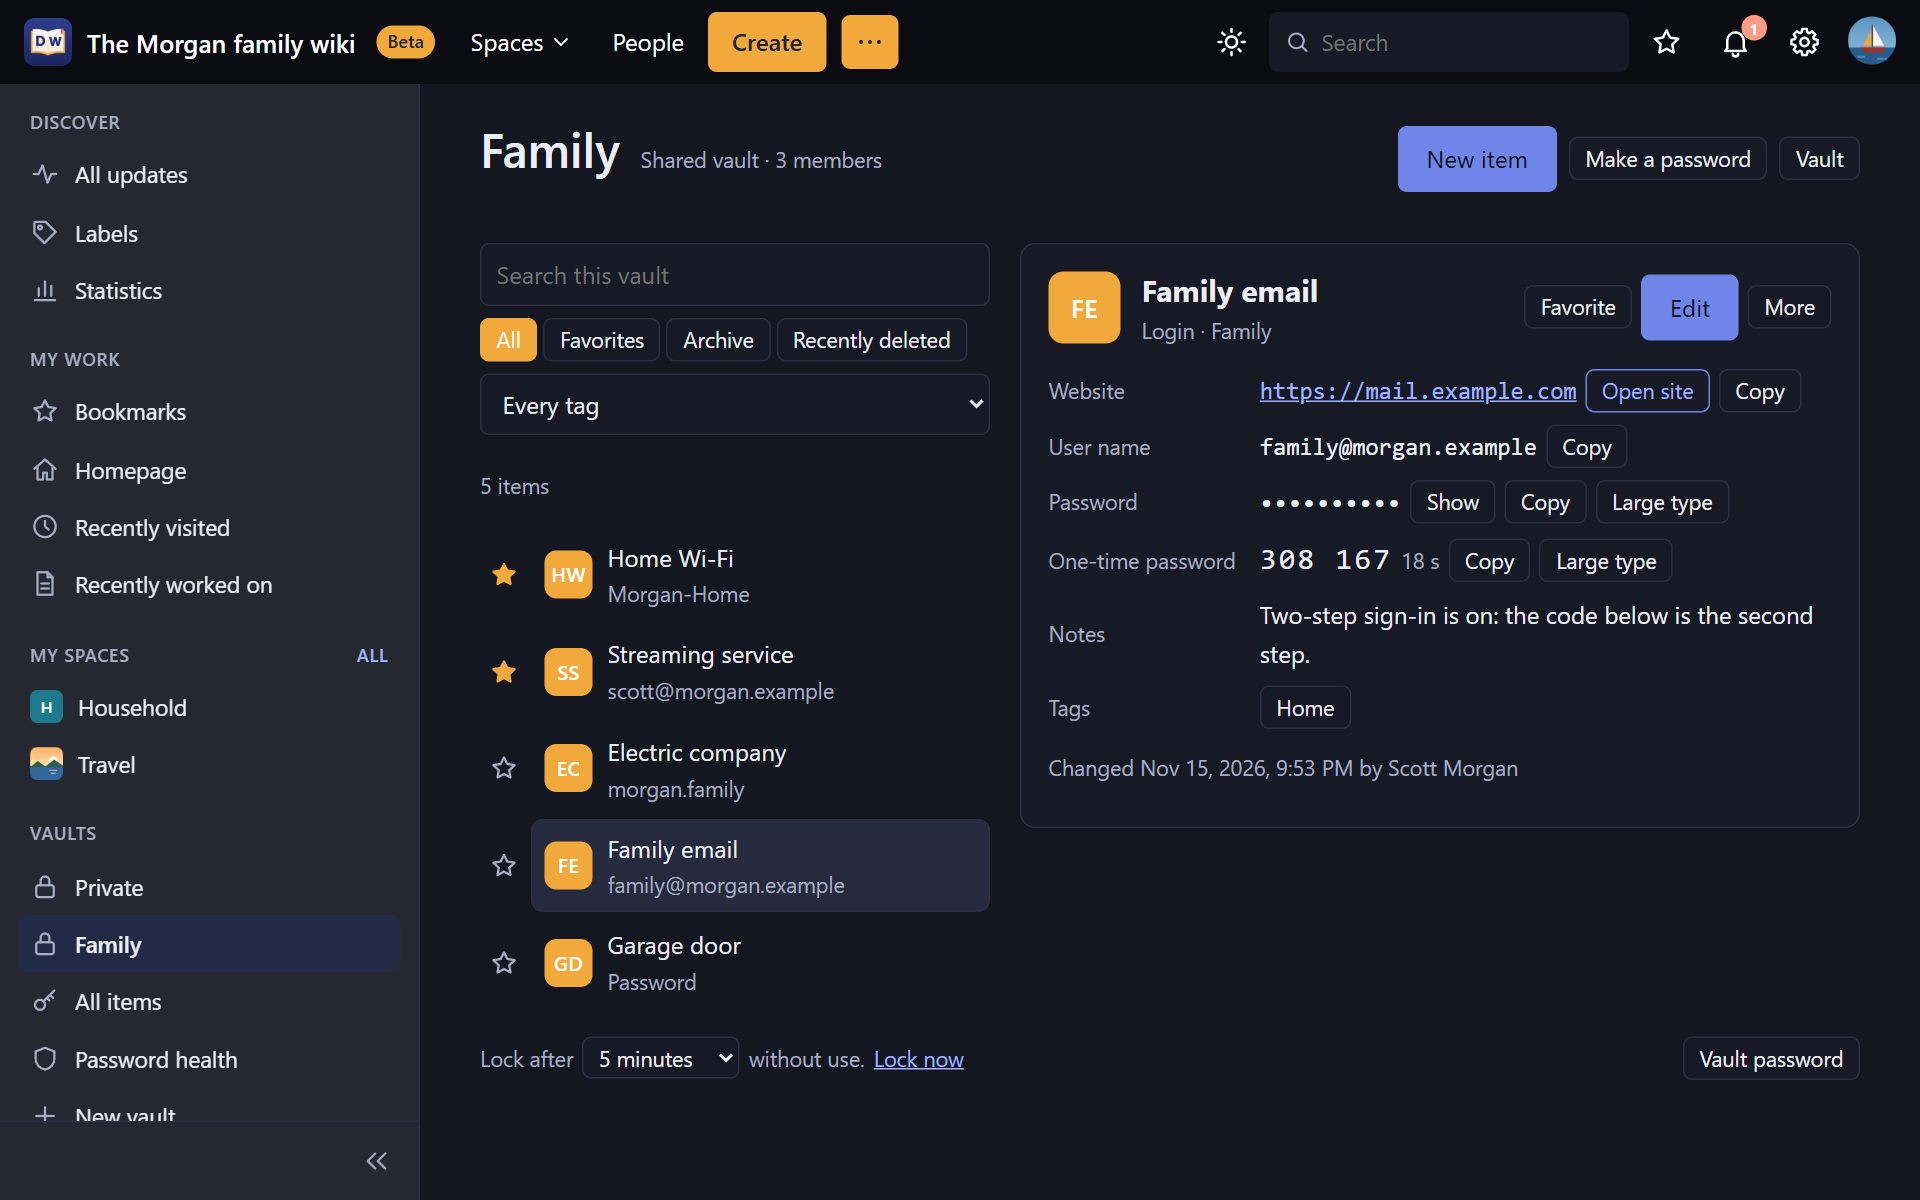 DW The Morgan family wiki Beta Spaces People Create ... Search 1
DISCOVER
All updates
Labels
Statistics
MY WORK
Bookmarks
Homepage
Recently visited
Recently worked on
MY SPACES ALL
H Household
Travel
VAULTS
Private
Family
All items
Password health
New vault
Family Shared vault · 3 members
New item Make a password Vault
Search this vault
All Favorites Archive Recently deleted
Every tag
5 items
HW Home Wi-Fi
Morgan-Home
SS Streaming service
scott@morgan.example
EC Electric company
morgan.family
FE Family email
family@morgan.example
GD Garage door
Password
FE Family email
Login · Family
Favorite Edit More
Website https://mail.example.com Open site Copy
User name family@morgan.example Copy
Password •••••••••• Show Copy Large type
One-time password 308 167 18 s Copy Large type
Notes Two-step sign-in is on: the code below is the second
step.
Tags Home
Changed Nov 15, 2026, 9:53 PM by Scott Morgan
Lock after 5 minutes without use. Lock now
Vault password